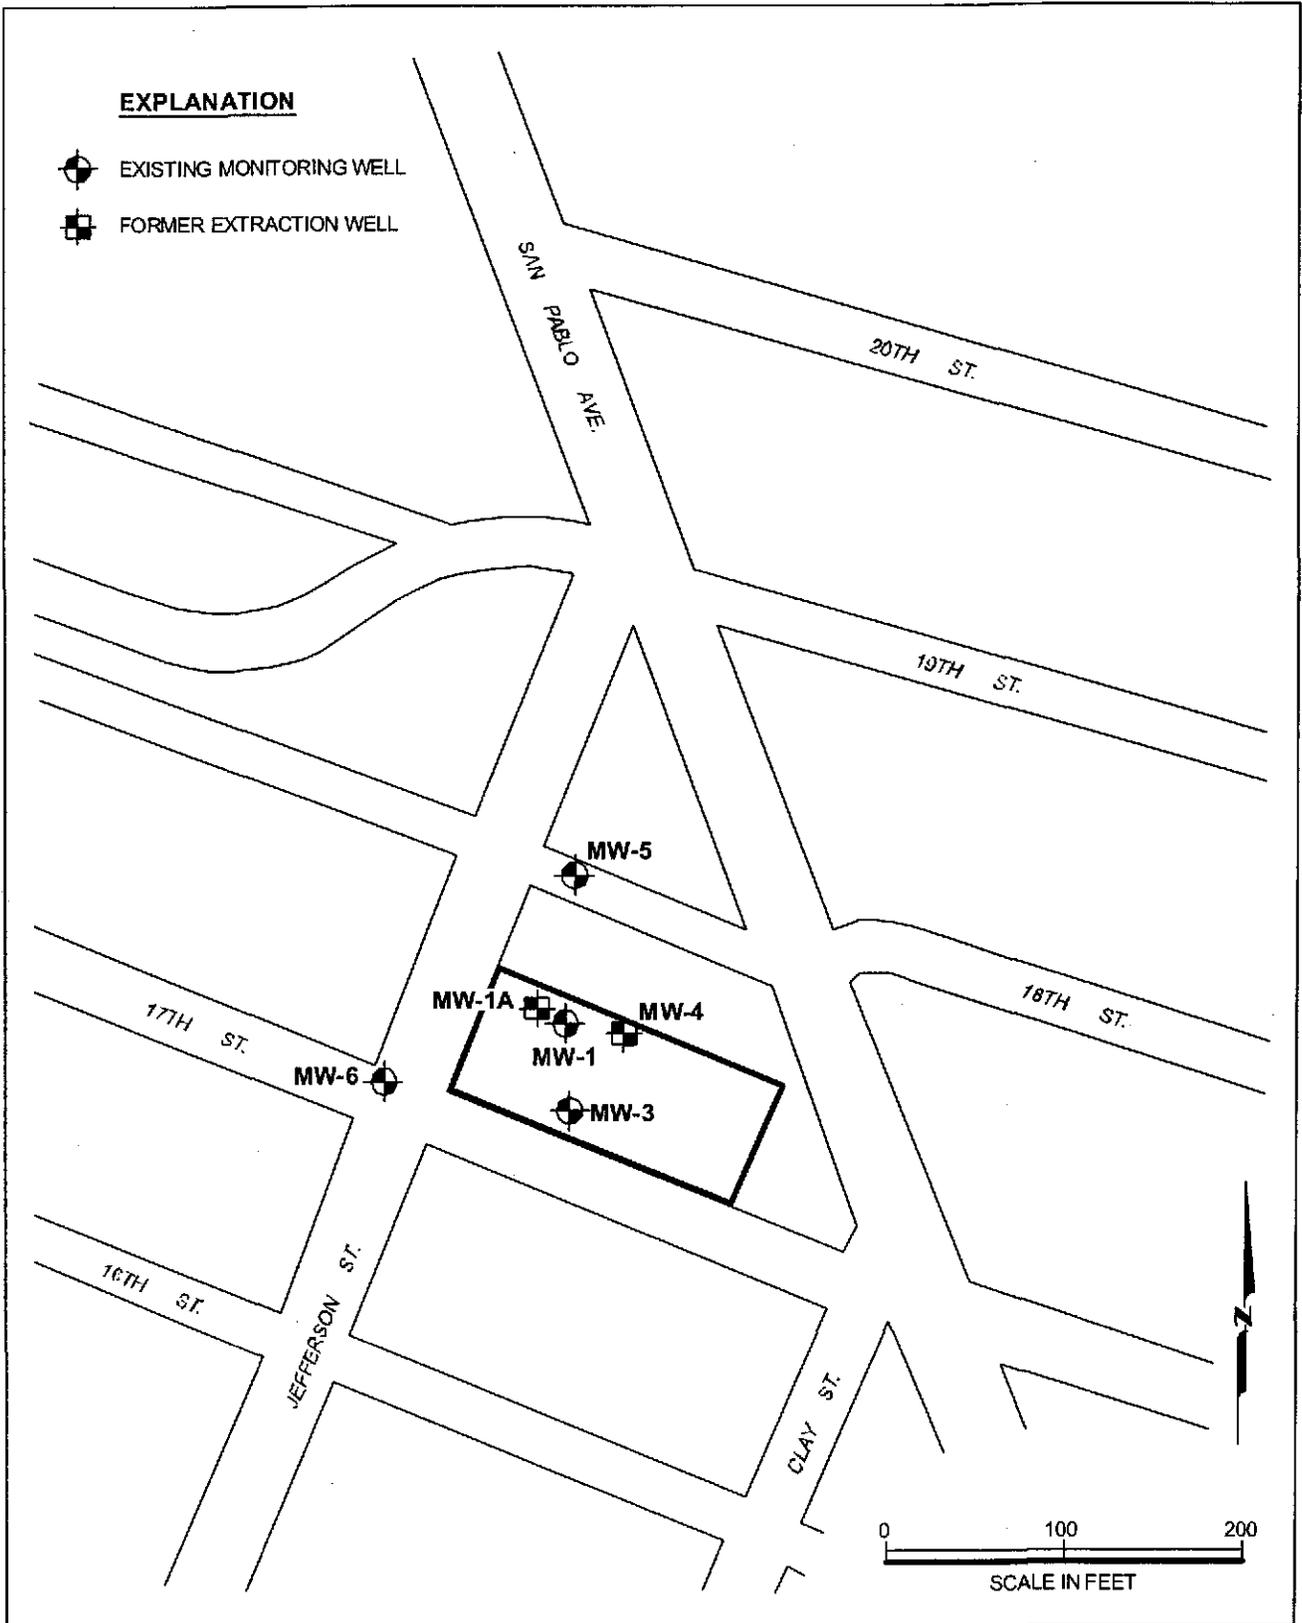 EXPLANATION
EXISTING MONITORING WELL
FORMER EXTRACTION WELL
SAN PABLO AVE.
20TH ST.
19TH ST.
MW-5
18TH ST.
MW-1A
MW-4
17TH ST.
MW-1
MW-6
MW-3
16TH ST.
JEFFERSON ST.
CLAY ST.
N
0 100 200
SCALE IN FEET